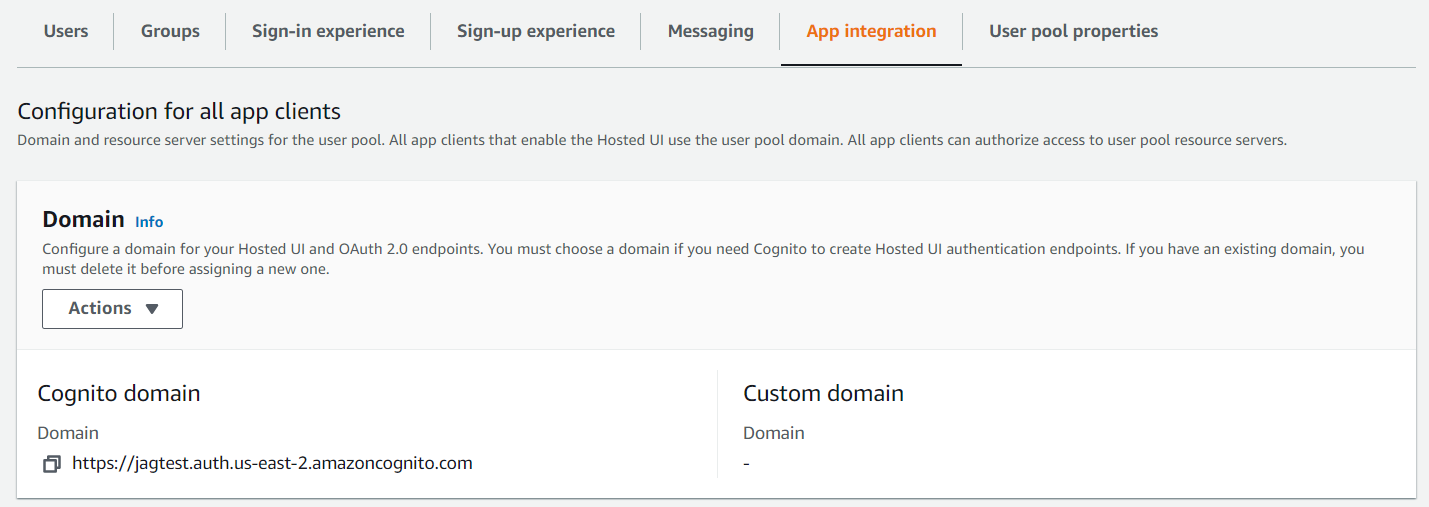 Users
Groups
Sign-in experience
Sign-up experience
Messaging
App integration
User pool properties
Configuration for all app clients
Domain and resource server settings for the user pool. All app clients that enable the Hosted UI use the user pool domain. All app clients can authorize access to user pool resource servers.
Domain Info
Configure a domain for your Hosted UI and OAuth 2.0 endpoints. You must choose a domain if you need Cognito to create Hosted UI authentication endpoints. If you have an existing domain, you
must delete it before assigning a new one.
Actions
Cognito domain
Domain
https://jagtest.auth.us-east-2.amazoncognito.com
Custom domain
Domain
-